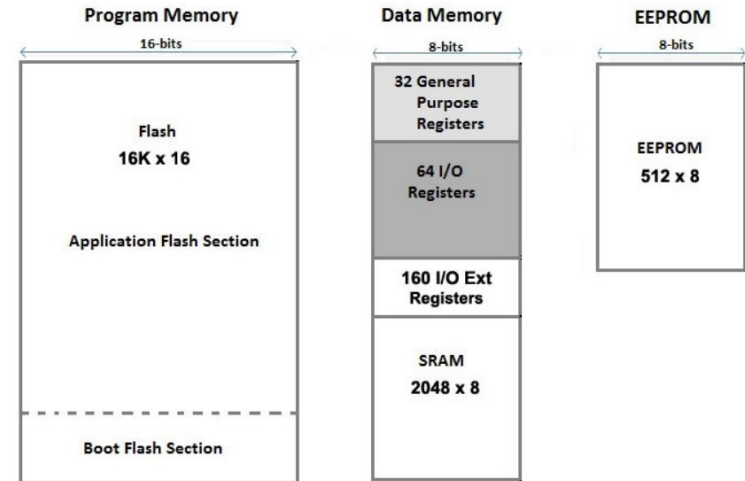 Program Memory
16-bits
Flash
16K x 16
Application Flash Section
Boot Flash Section
Data Memory
8-bits
32 General
Purpose
Registers
64 I/O
Registers
160 I/O Ext
Registers
SRAM
2048 x 8
EEPROM
8-bits
EEPROM
512 x 8